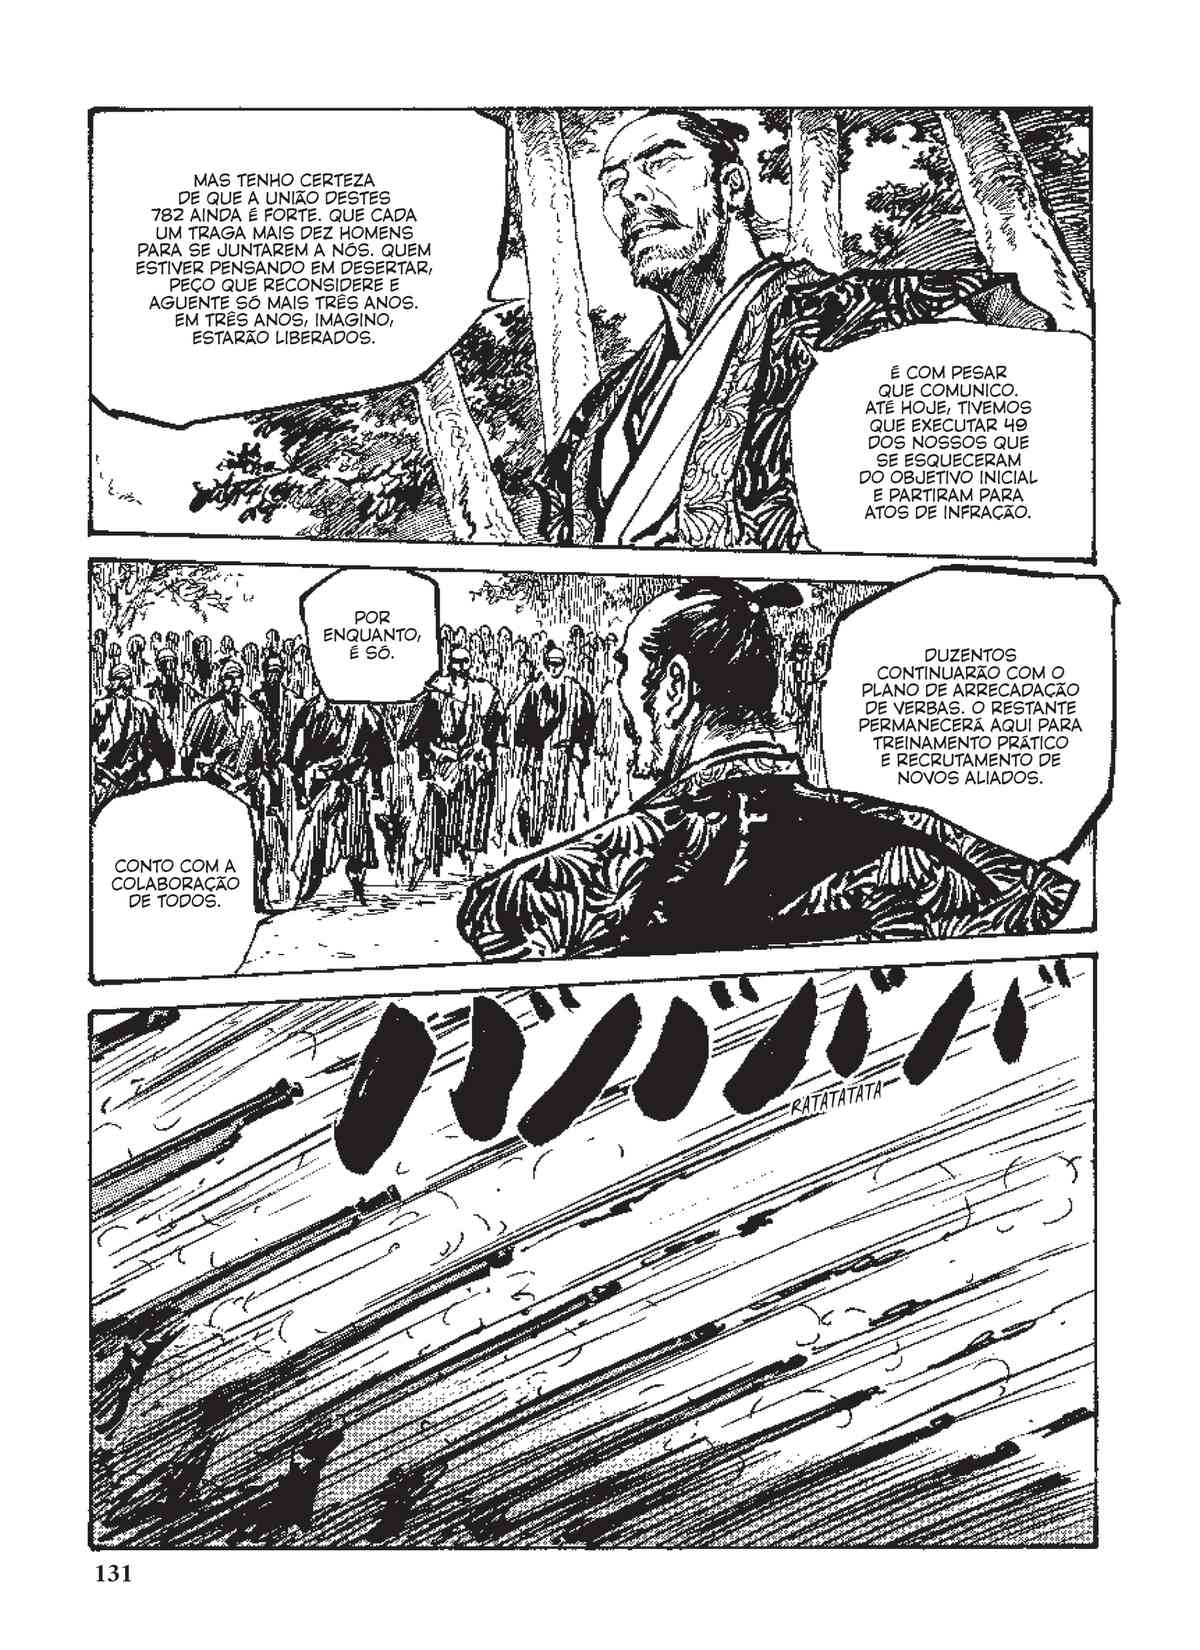 É COM PESAR
QUE COMUNICO.
ATÉ HOJE, TIVEMOS
QUE EXECUTAR 49
DOS NOSSOS QUE
SE ESQUECERAM
DO OBJETIVO INICIAL
E PARTIRAM PARA
ATOS DE INFRAÇÃO.
MAS TENHO CERTEZA
DE QUE A UNIÃO DESTES
782 AINDA É FORTE. QUE CADA
UM TRAGA MAIS DEZ HOMENS
PARA SE JUNTAREM A NÓS. QUEM
ESTIVER PENSANDO EM DESERTAR,
PEÇO QUE RECONSIDERE E
AGUENTE SÓ MAIS TRÊS ANOS.
EM TRÊS ANOS, IMAGINO,
ESTARÃO LIBERADOS.
DUZENTOS
CONTINUARÃO COM O
PLANO DE ARRECADAÇÃO
DE VERBAS. O RESTANTE
PERMANECERÁ AQUI PARA
TREINAMENTO PRÁTICO
E RECRUTAMENTO DE
NOVOS ALIADOS.
POR
ENQUANTO,
É SÓ.
CONTO COM A
COLABORAÇÃO
DE TODOS.
ババババ
RATATATATA
131